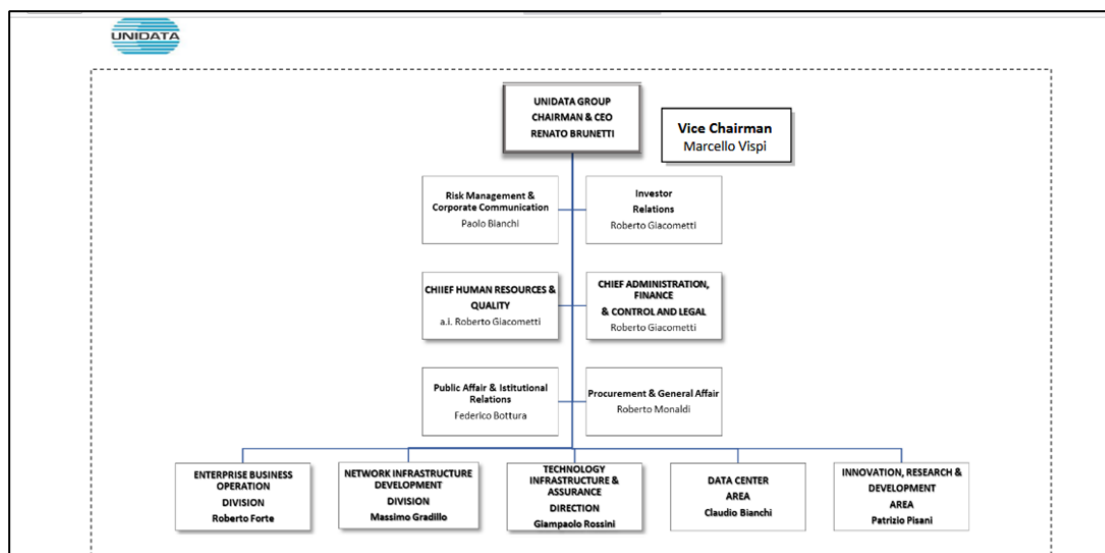 UNIDATA
UNIDATA GROUP
CHAIRMAN & CEO
RENATO BRUNETTI
Vice Chairman
Marcello Vispi
Risk Management &
Corporate Communication
Paolo Bianchi
Investor
Relations
Roberto Giacometti
CHIIEF HUMAN RESOURCES &
QUALITY
a.i. Roberto Giacometti
CHIEF ADMINISTRATION,
FINANCE
& CONTROL AND LEGAL
Roberto Giacometti
Public Affair & Istitutional
Relations
Federico Bottura
Procurement & General Affair
Roberto Monaldi
ENTERPRISE BUSINESS
OPERATION
DIVISION
Roberto Forte
NETWORK INFRASTRUCTURE
DEVELOPMENT
DIVISION
Massimo Gradillo
TECHNOLOGY
INFRASTRUCTURE &
ASSURANCE
DIRECTION
Giampaolo Rossini
DATA CENTER
AREA
Claudio Bianchi
INNOVATION, RESEARCH &
DEVELOPMENT
AREA
Patrizio Pisani